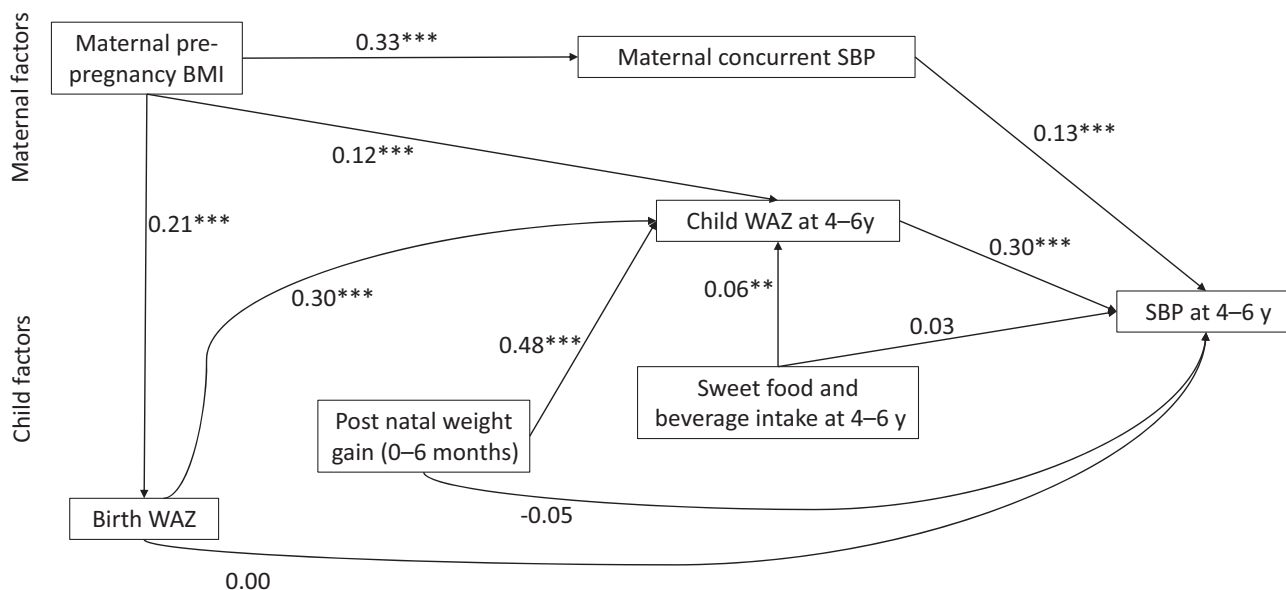 Maternal factors
Maternal pre-
pregnancy BMI
0.33***
Maternal concurrent SBP
0.13***
0.12***
0.21***
Child WAZ at 4–6y
0.30***
0.30***
0.06**
SBP at 4–6 y
0.03
0.48***
Child factors
Sweet food and
beverage intake at 4–6 y
Post natal weight
gain (0–6 months)
-0.05
Birth WAZ
0.00